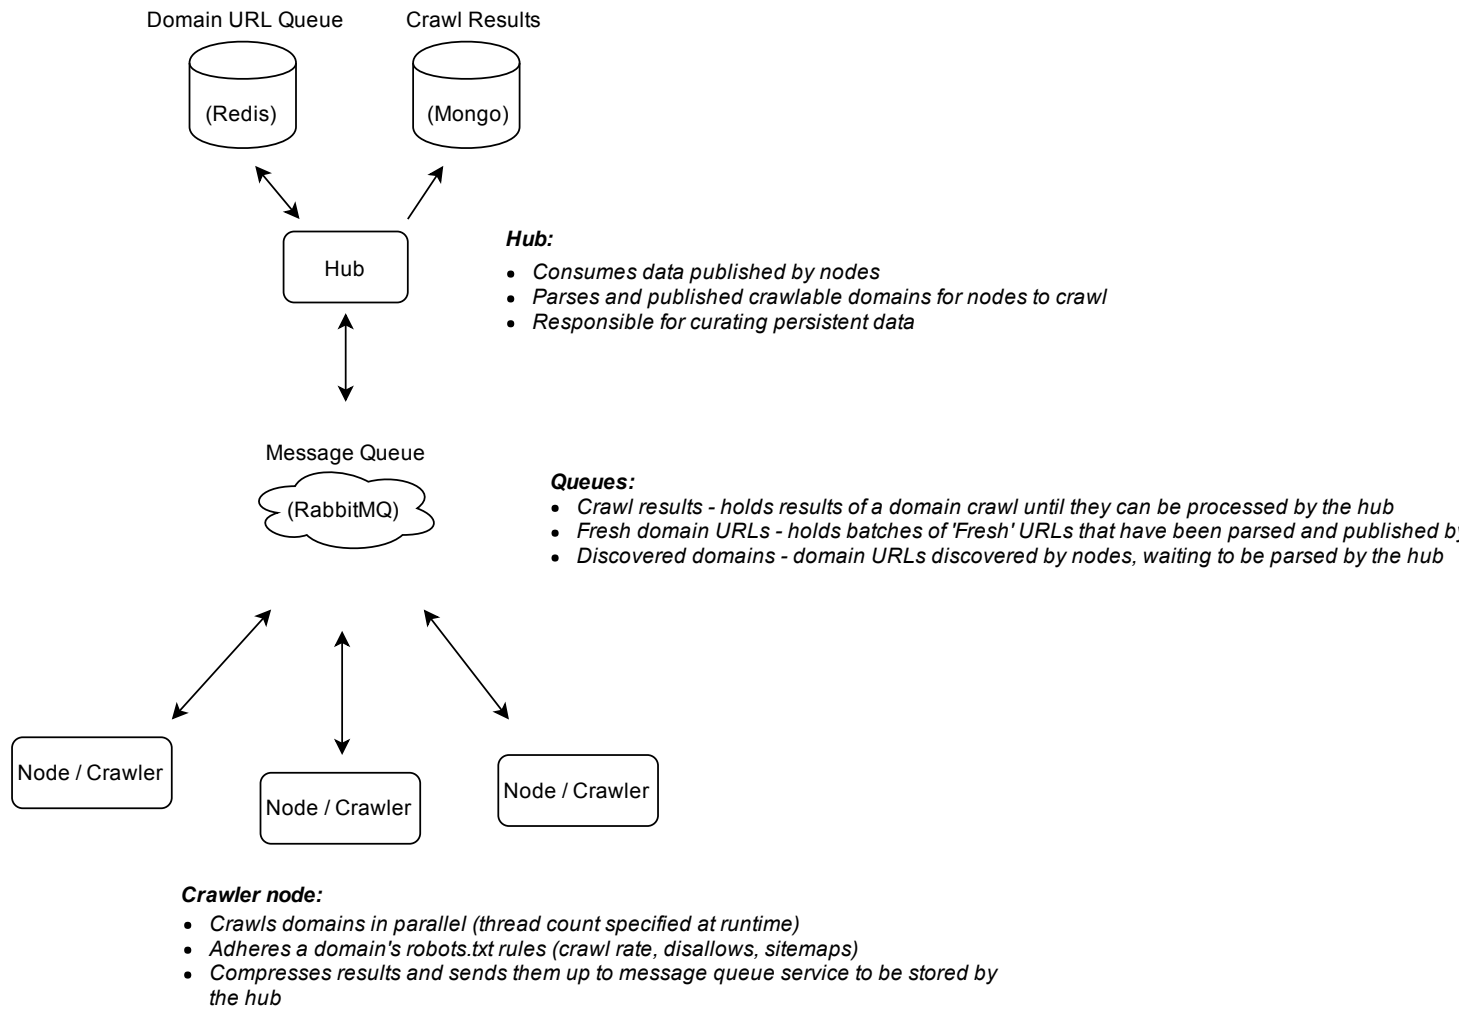 Domain URL Queue
Crawl Results
(Redis)
(Mongo)
Hub
Hub:
Consumes data published by nodes
Parses and published crawlable domains for nodes to crawl
Responsible for curating persistent data
Message Queue
(RabbitMQ)
Queues:
Crawl results - holds results of a domain crawl until they can be processed by the hub
Fresh domain URLs - holds batches of 'Fresh' URLs that have been parsed and published by
Discovered domains - domain URLs discovered by nodes, waiting to be parsed by the hub
Node / Crawler
Node / Crawler
Node / Crawler
Crawler node:
Crawls domains in parallel (thread count specified at runtime)
Adheres a domain's robots.txt rules (crawl rate, disallows, sitemaps)
Compresses results and sends them up to message queue service to be stored by
the hub